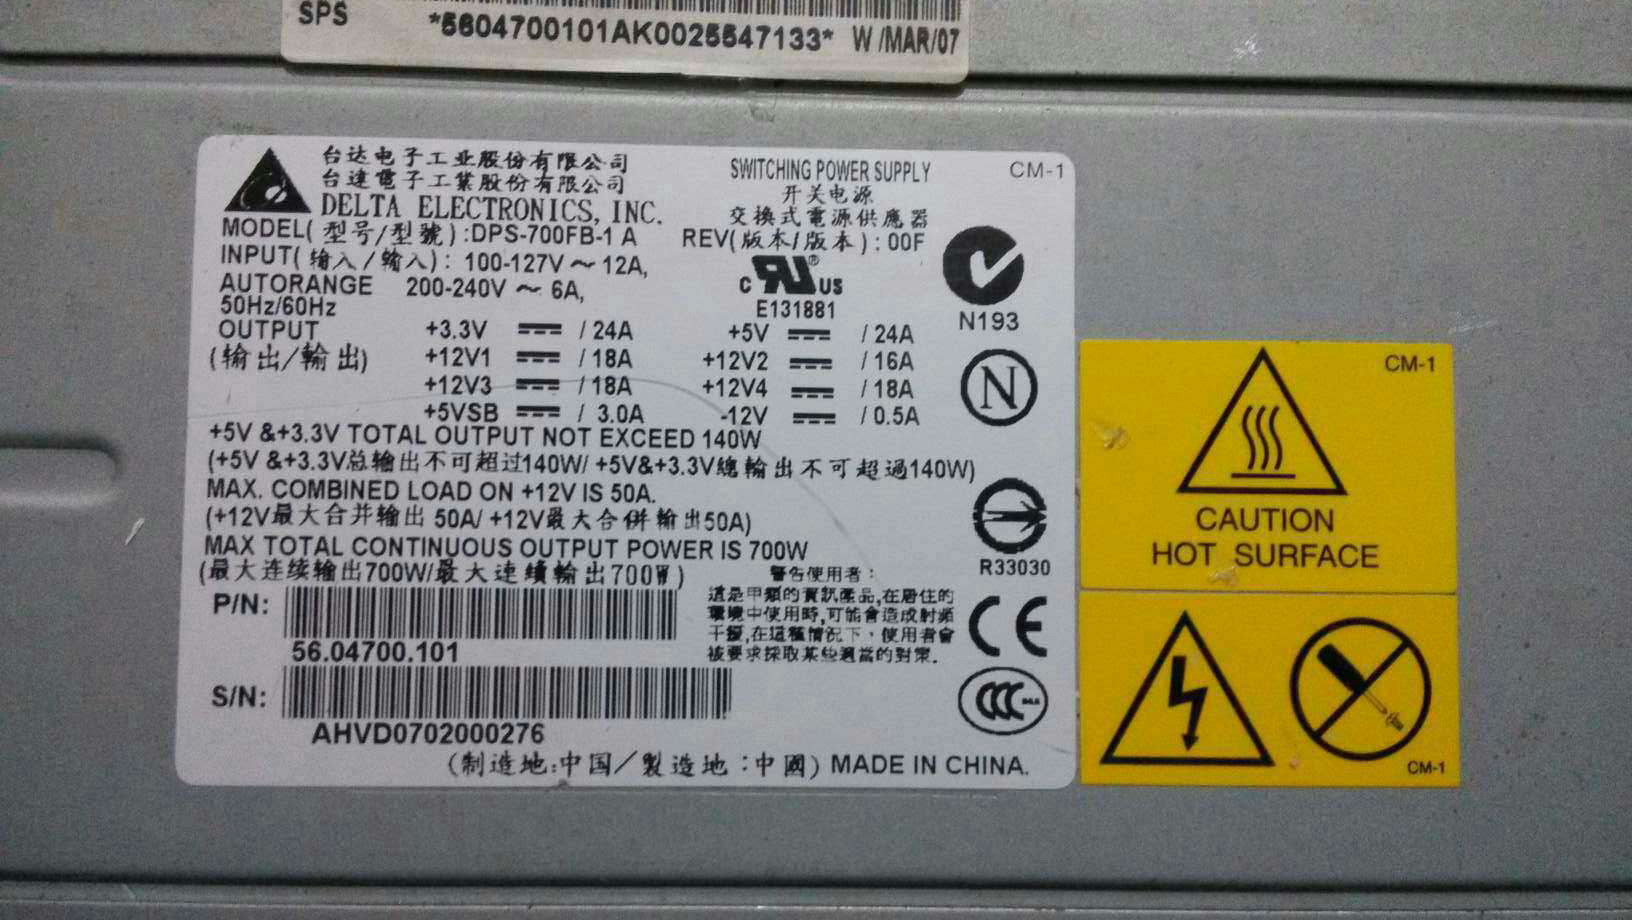 SPS *5604700101AK0025547133* W /MAR/07
台达电子工业股份有限公司
台達電子工業股份有限公司
DELTA ELECTRONICS, INC.
SWITCHING POWER SUPPLY
开关电源
交換式電源供應器
CM-1
MODEL(型号/型號):DPS-700FB-1 A
REV(版本/版本):00F
INPUT(输入/輸入): 100-127V ~ 12A,
AUTORANGE 200-240V ~ 6A,
50Hz/60Hz
C RU ® US
E131881
N193
OUTPUT
(输出/輸出)
+3.3V ⎓ / 24A +5V ⎓ / 24A
+12V1 ⎓ / 18A +12V2 ⎓ / 16A
+12V3 ⎓ / 18A +12V4 ⎓ / 18A
+5VSB ⎓ / 3.0A -12V ⎓ / 0.5A
N
+5V &+3.3V TOTAL OUTPUT NOT EXCEED 140W
(+5V &+3.3V总输出不可超过140W/ +5V&+3.3V總輸出不可超過140W)
MAX. COMBINED LOAD ON +12V IS 50A.
(+12V最大合并输出 50A/ +12V最大合併輸出50A)
MAX TOTAL CONTINUOUS OUTPUT POWER IS 700W
(最大连续输出700W/最大連續輸出700W)
R33030
警告使用者:
這是甲類的資訊產品,在居住的
環境中使用時,可能會造成射頻
干擾,在這種情況下,使用者會
被要求採取某些適當的對策.
P/N:
56.04700.101
S/N:
AHVD0702000276
CE
CCC
(制造地:中国/製造地:中國) MADE IN CHINA.
CM-1
CAUTION
HOT SURFACE
CM-1